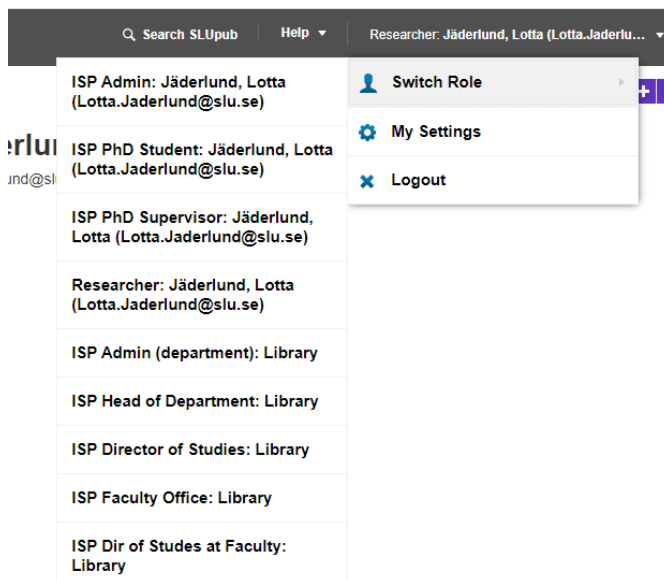 Search SLUpub
Help
Researcher: Jäderlund, Lotta (Lotta.Jaderlu...
ISP Admin: Jäderlund, Lotta
(Lotta.Jaderlund@slu.se)
ISP PhD Student: Jäderlund, Lotta
(Lotta.Jaderlund@slu.se)
ISP PhD Supervisor: Jäderlund,
Lotta (Lotta.Jaderlund@slu.se)
Researcher: Jäderlund, Lotta
(Lotta.Jaderlund@slu.se)
ISP Admin (department): Library
ISP Head of Department: Library
ISP Director of Studies: Library
ISP Faculty Office: Library
ISP Dir of Studes at Faculty:
Library
Switch Role
My Settings
Logout
erlu
und@sl